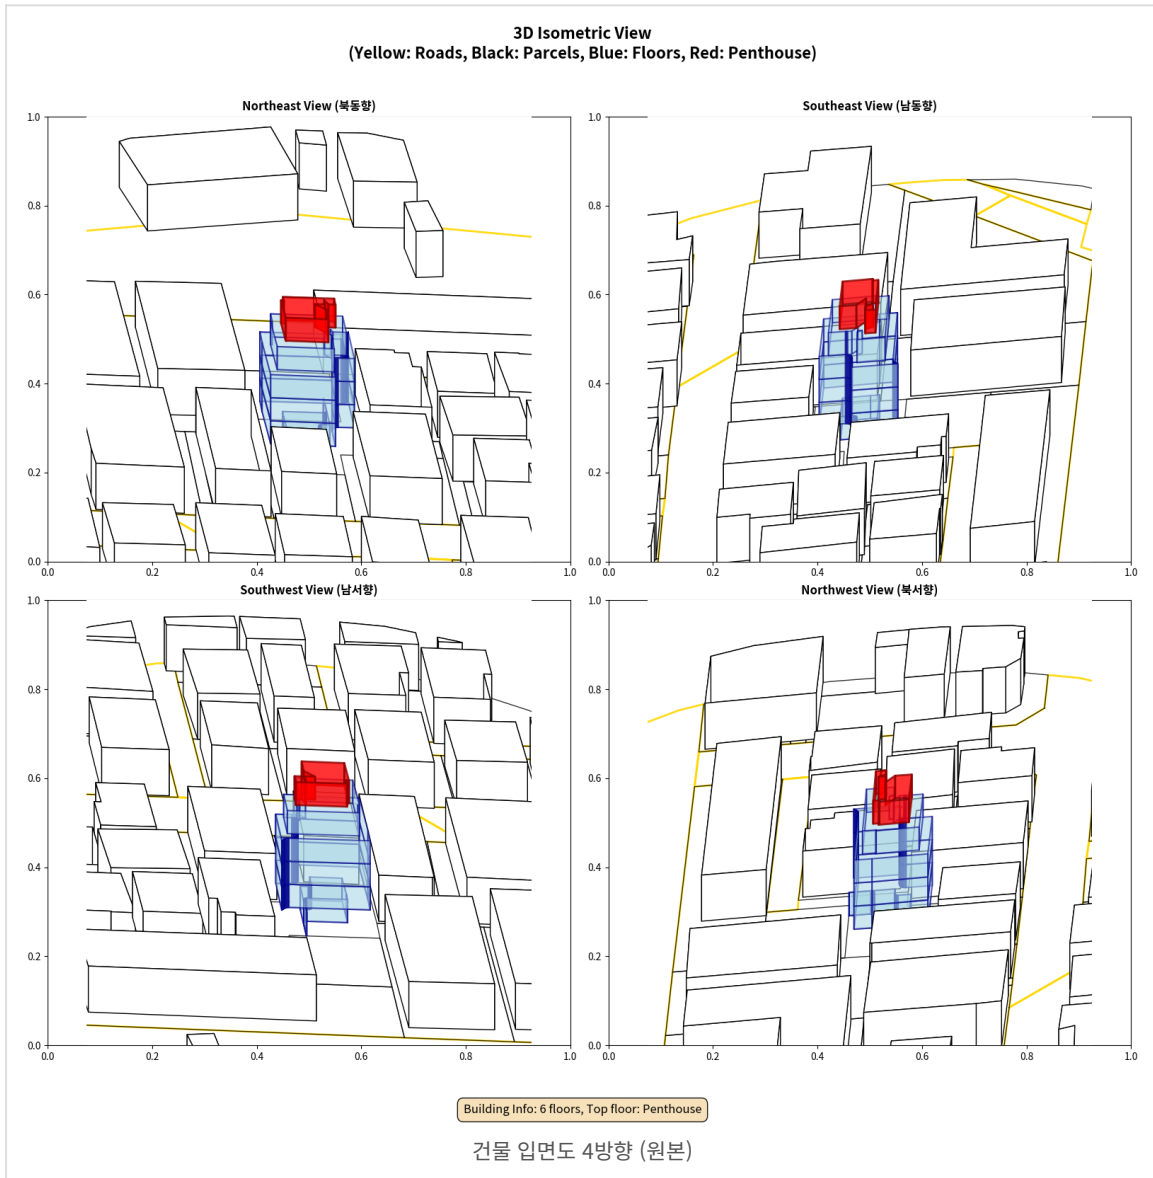 3D Isometric View
(Yellow: Roads, Black: Parcels, Blue: Floors, Red: Penthouse)
Northeast View (북동향)
1.0
0.8
0.6
0.4
0.2
0.0
0.0 0.2 0.4 0.6 0.8 1.0
Southeast View (남동향)
1.0
0.8
0.6
0.4
0.2
0.0
0.0 0.2 0.4 0.6 0.8 1.0
Southwest View (남서향)
1.0
0.8
0.6
0.4
0.2
0.0
0.0 0.2 0.4 0.6 0.8 1.0
Northwest View (북서향)
1.0
0.8
0.6
0.4
0.2
0.0
0.0 0.2 0.4 0.6 0.8 1.0
Building Info: 6 floors, Top floor: Penthouse
건물 입면도 4방향 (원본)